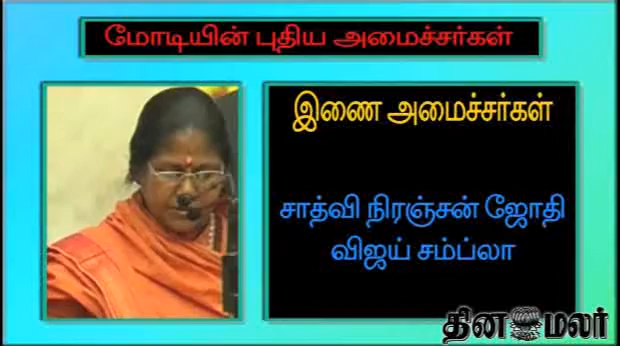 மோடியின் புதிய அமைச்சர்கள்
இணை அமைச்சர்கள்
சாத்வி நிரஞ்சன் ஜோதி
விஜய் சம்ப்லா
தினமலர்